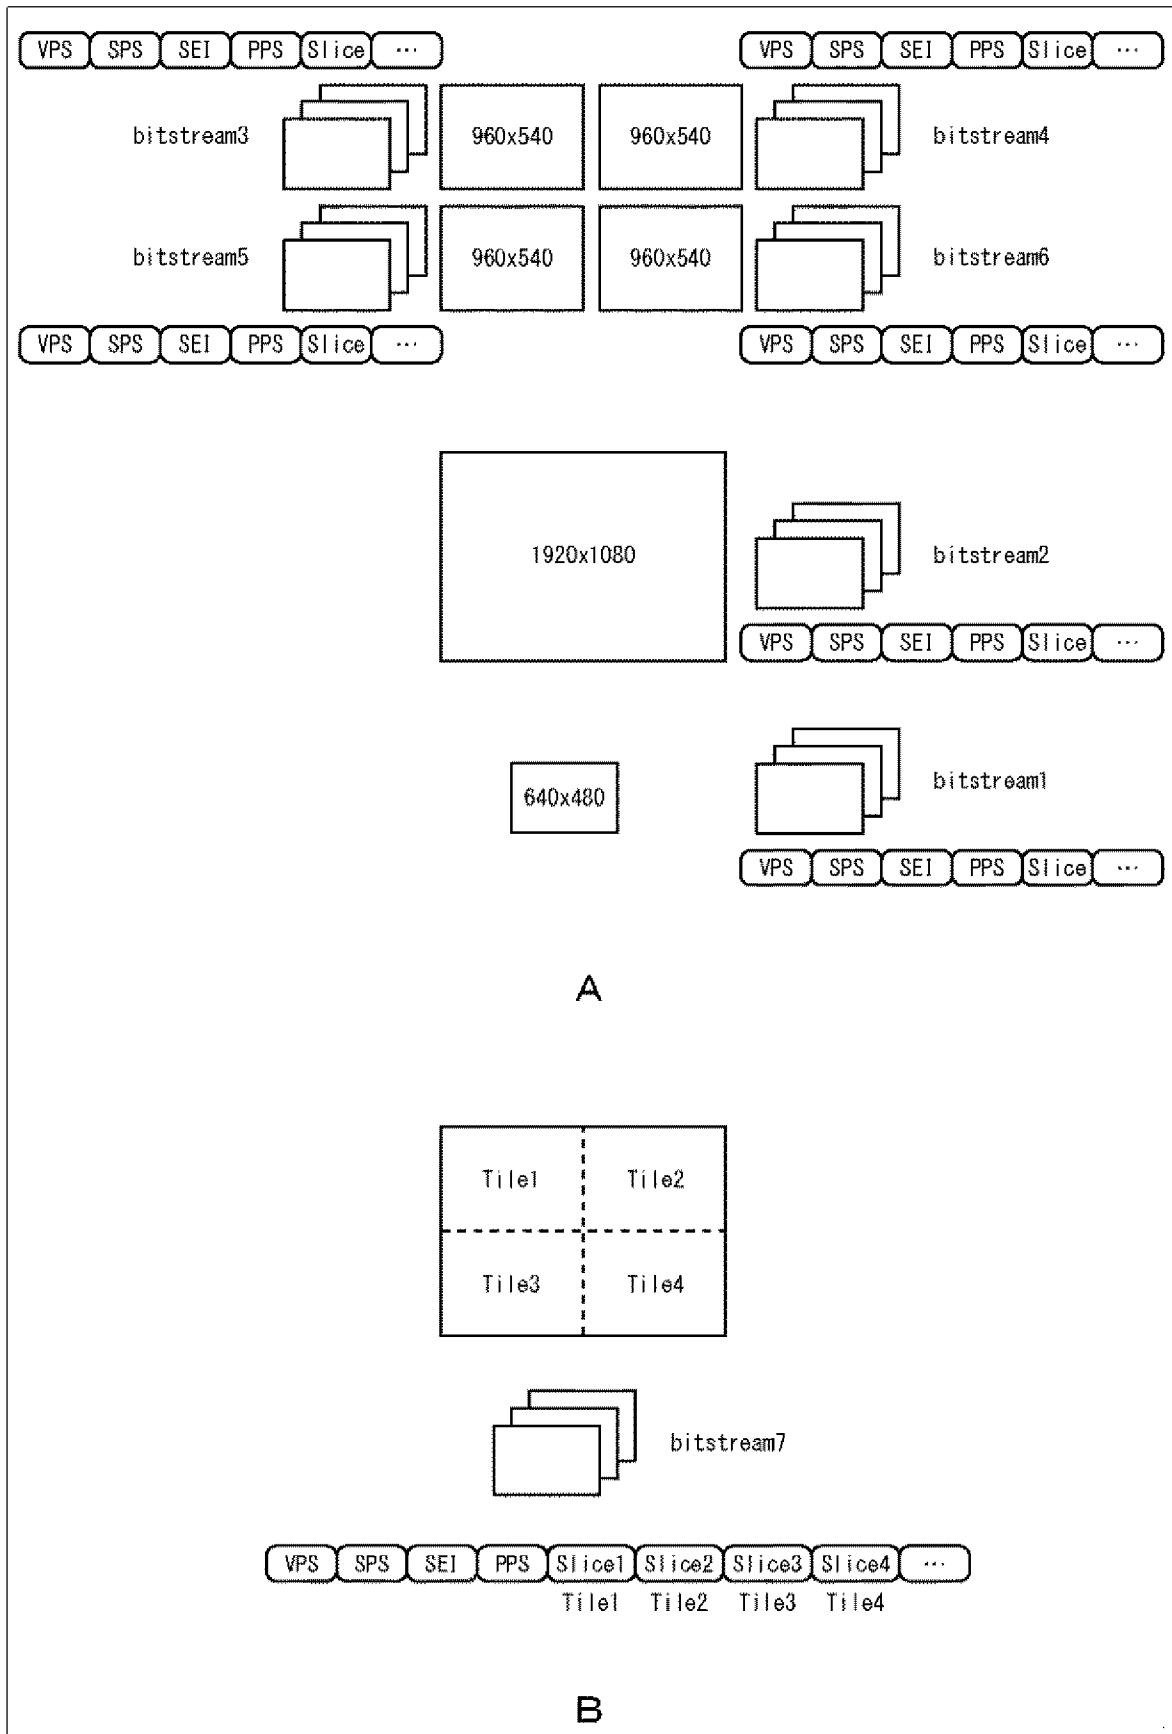 VPS SPS SEI PPS Slice ... VPS SPS SEI PPS Slice ...
bitstream3 960x540 960x540 bitstream4
bitstream5 960x540 960x540 bitstream6
VPS SPS SEI PPS Slice ... VPS SPS SEI PPS Slice ...
1920x1080 bitstream2
VPS SPS SEI PPS Slice ...
640x480 bitstream1
VPS SPS SEI PPS Slice ...
A
Tile1 Tile2
Tile3 Tile4
bitstream7
VPS SPS SEI PPS Slice1 Slice2 Slice3 Slice4 ...
Tile1 Tile2 Tile3 Tile4
B